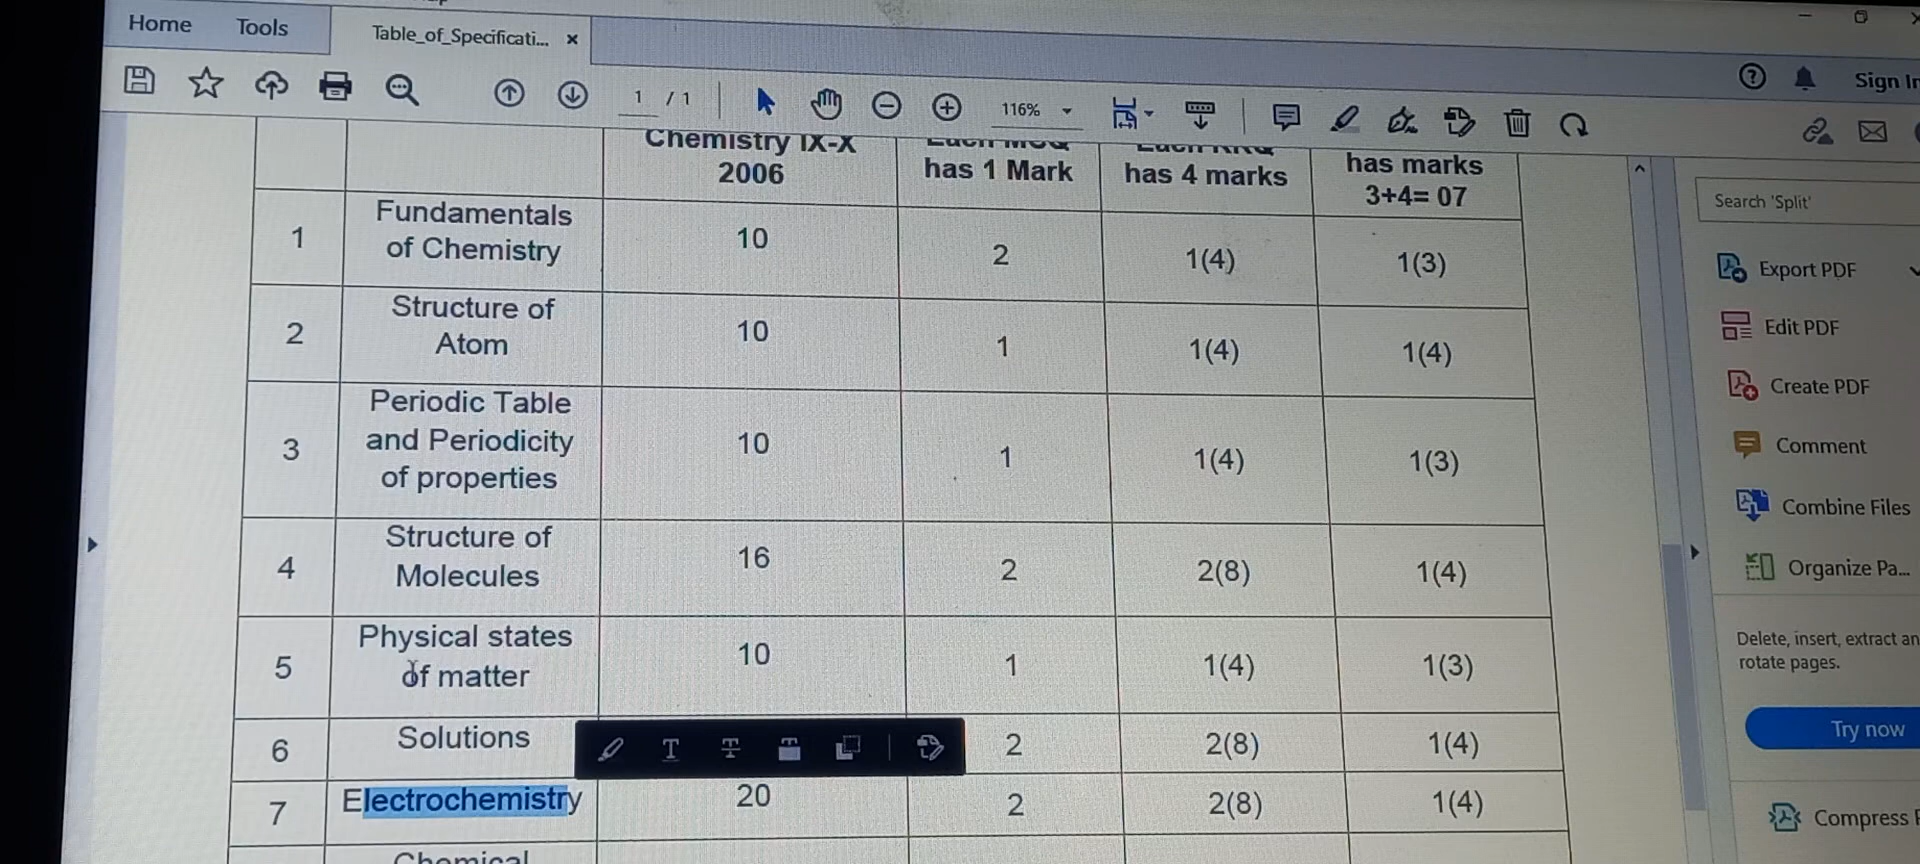 Home Tools Table_of_Specificati... x
1 / 1 116% Sign In
Chemistry IX-X
2006
has 1 Mark
has 4 marks
has marks
3+4= 07
Search 'Split'
1
Fundamentals
of Chemistry
10
2
1(4)
1(3)
Export PDF
2
Structure of
Atom
10
1
1(4)
1(4)
Edit PDF
Create PDF
3
Periodic Table
and Periodicity
of properties
10
1
1(4)
1(3)
Comment
Combine Files
4
Structure of
Molecules
16
2
2(8)
1(4)
Organize Pa...
5
Physical states
of matter
10
1
1(4)
1(3)
Delete, insert, extract an
rotate pages.
6
Solutions
2
2(8)
1(4)
Try now
7
Electrochemistry
20
2
2(8)
1(4)
Compress
Chemical